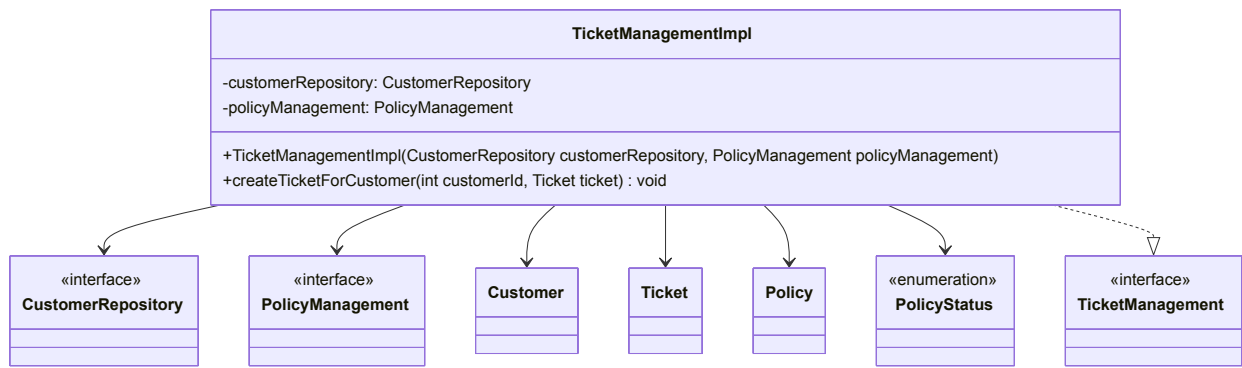 TicketManagementImpl
-customerRepository: CustomerRepository
-policyManagement: PolicyManagement
+TicketManagementImpl(CustomerRepository customerRepository, PolicyManagement policyManagement)
+createTicketForCustomer(int customerId, Ticket ticket) : void
«interface»
CustomerRepository
«interface»
PolicyManagement
Customer
Ticket
Policy
«enumeration»
PolicyStatus
«interface»
TicketManagement